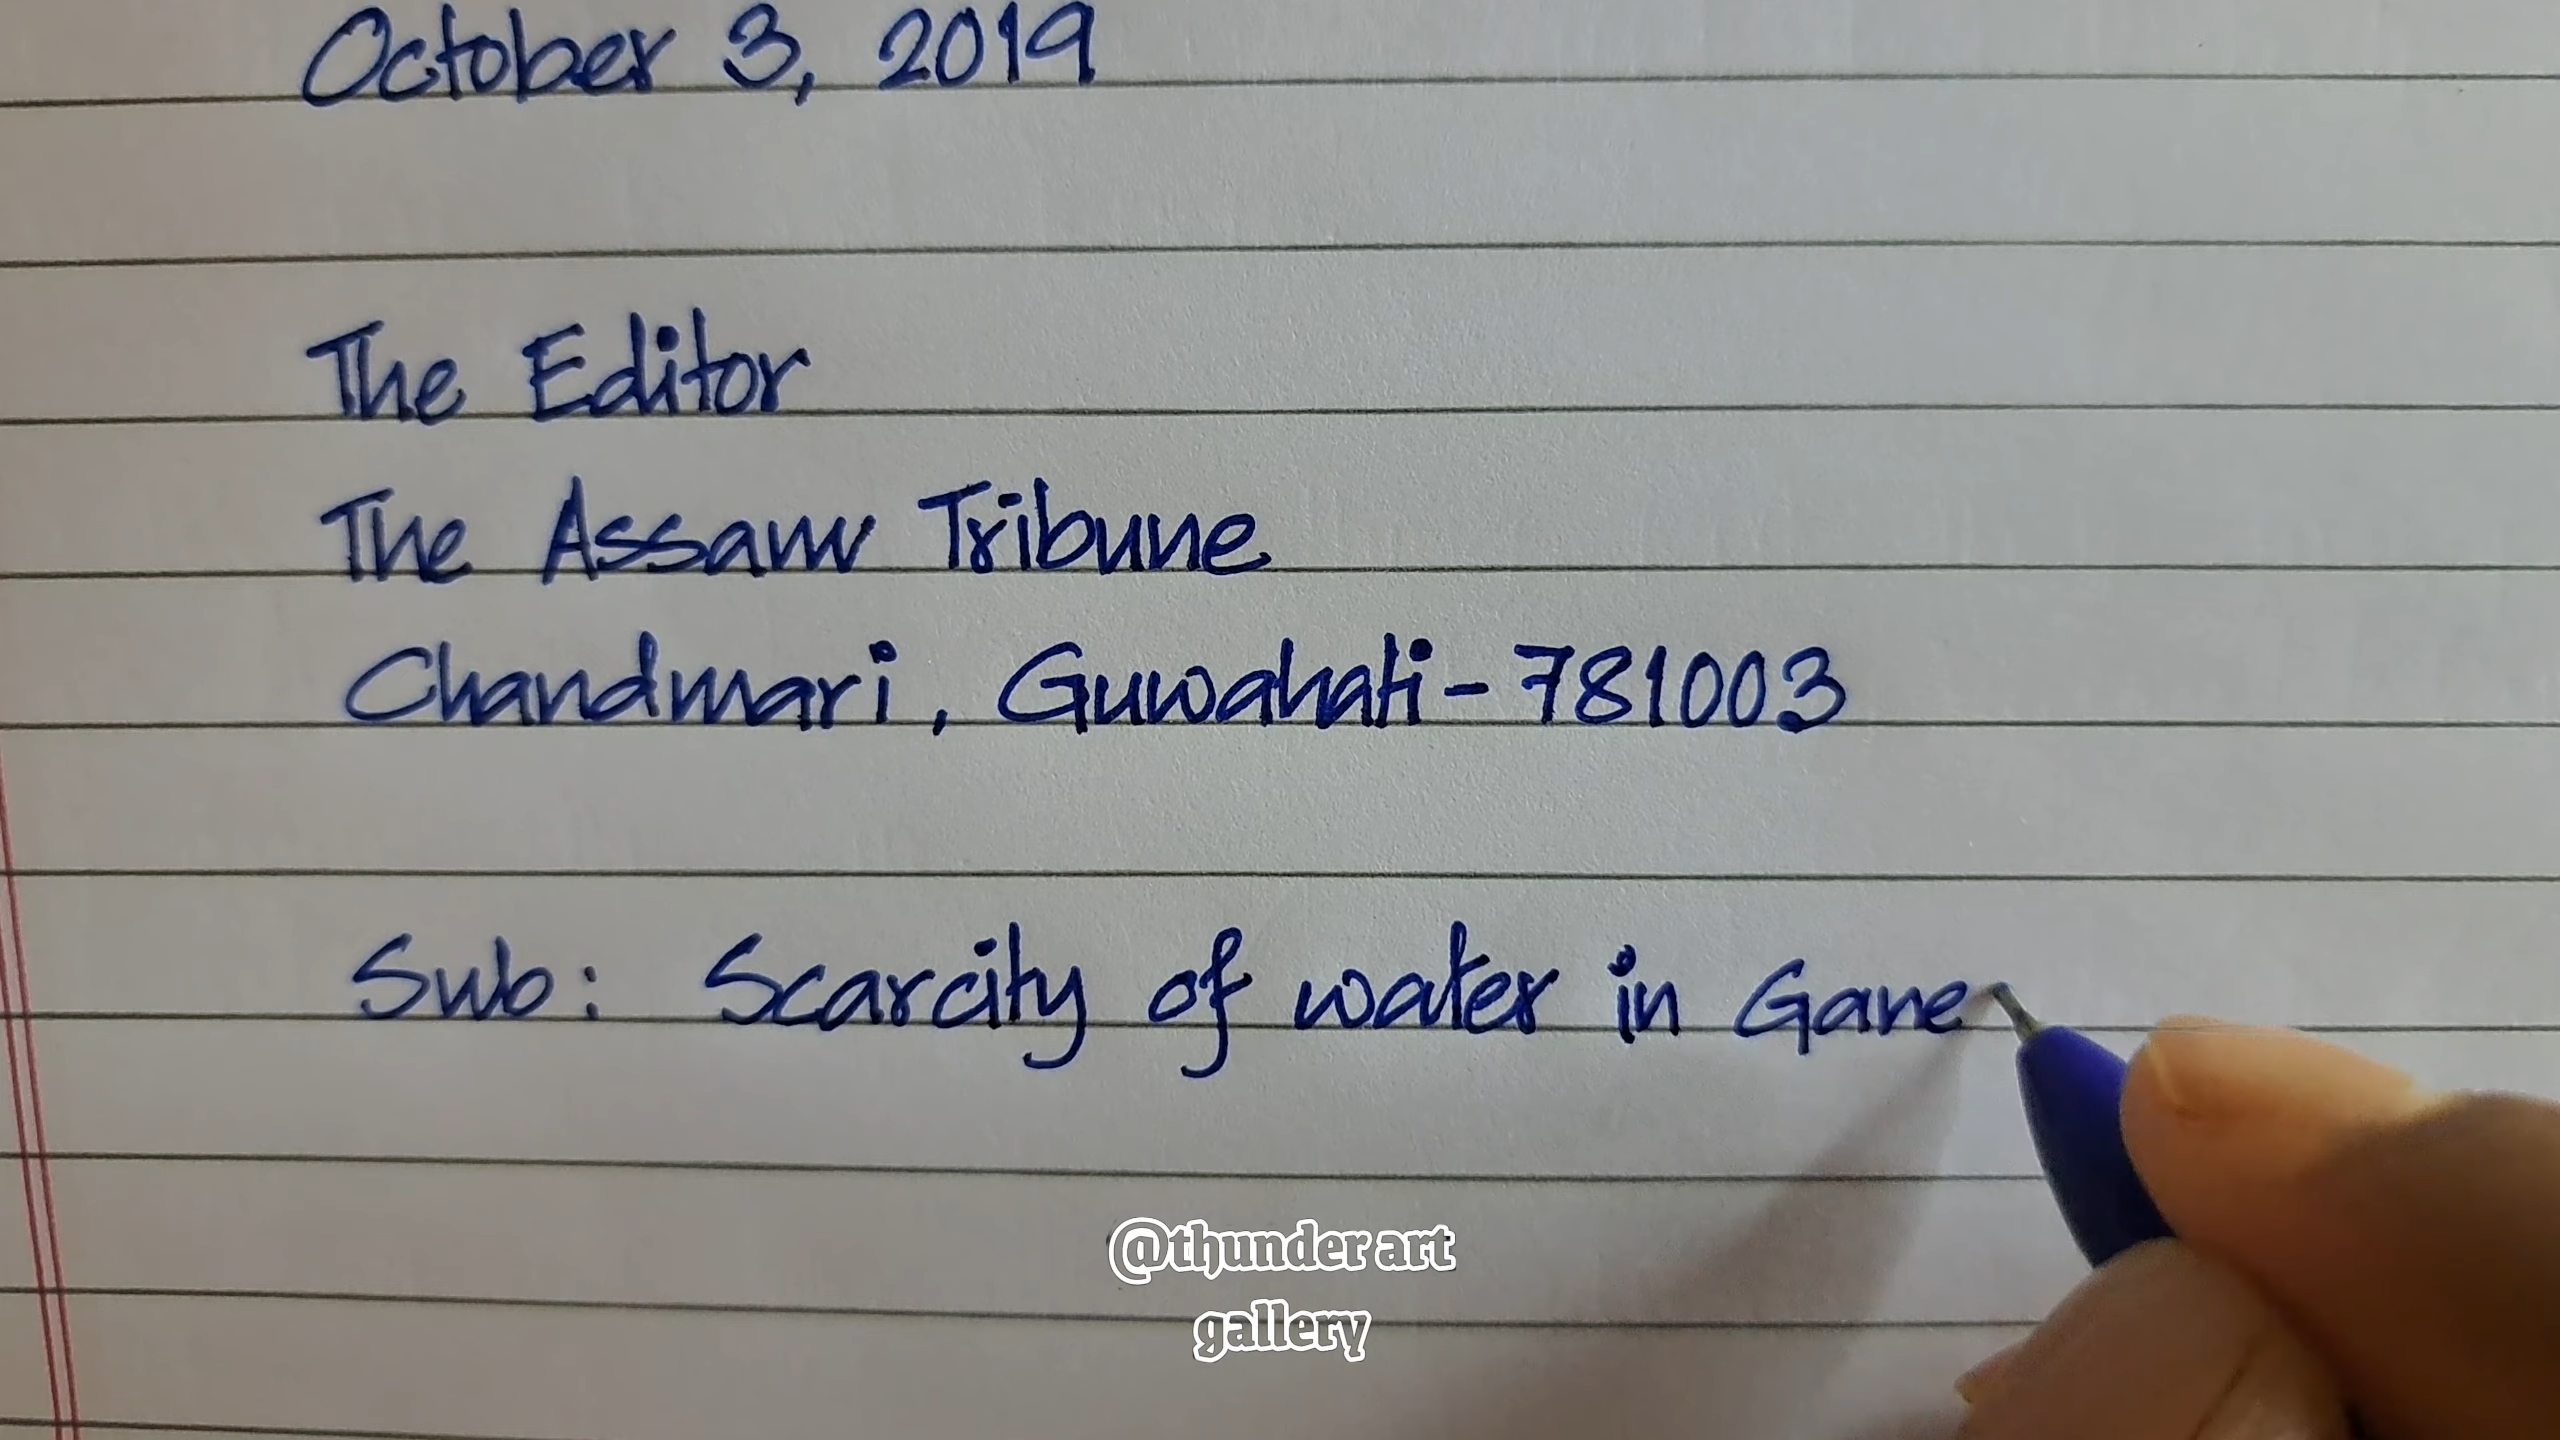 October 3, 2019
The Editor
The Assam Tribune
Chandmari, Guwahati-781003
Sub: Scarcity of water in Gane
@thunder art
gallery